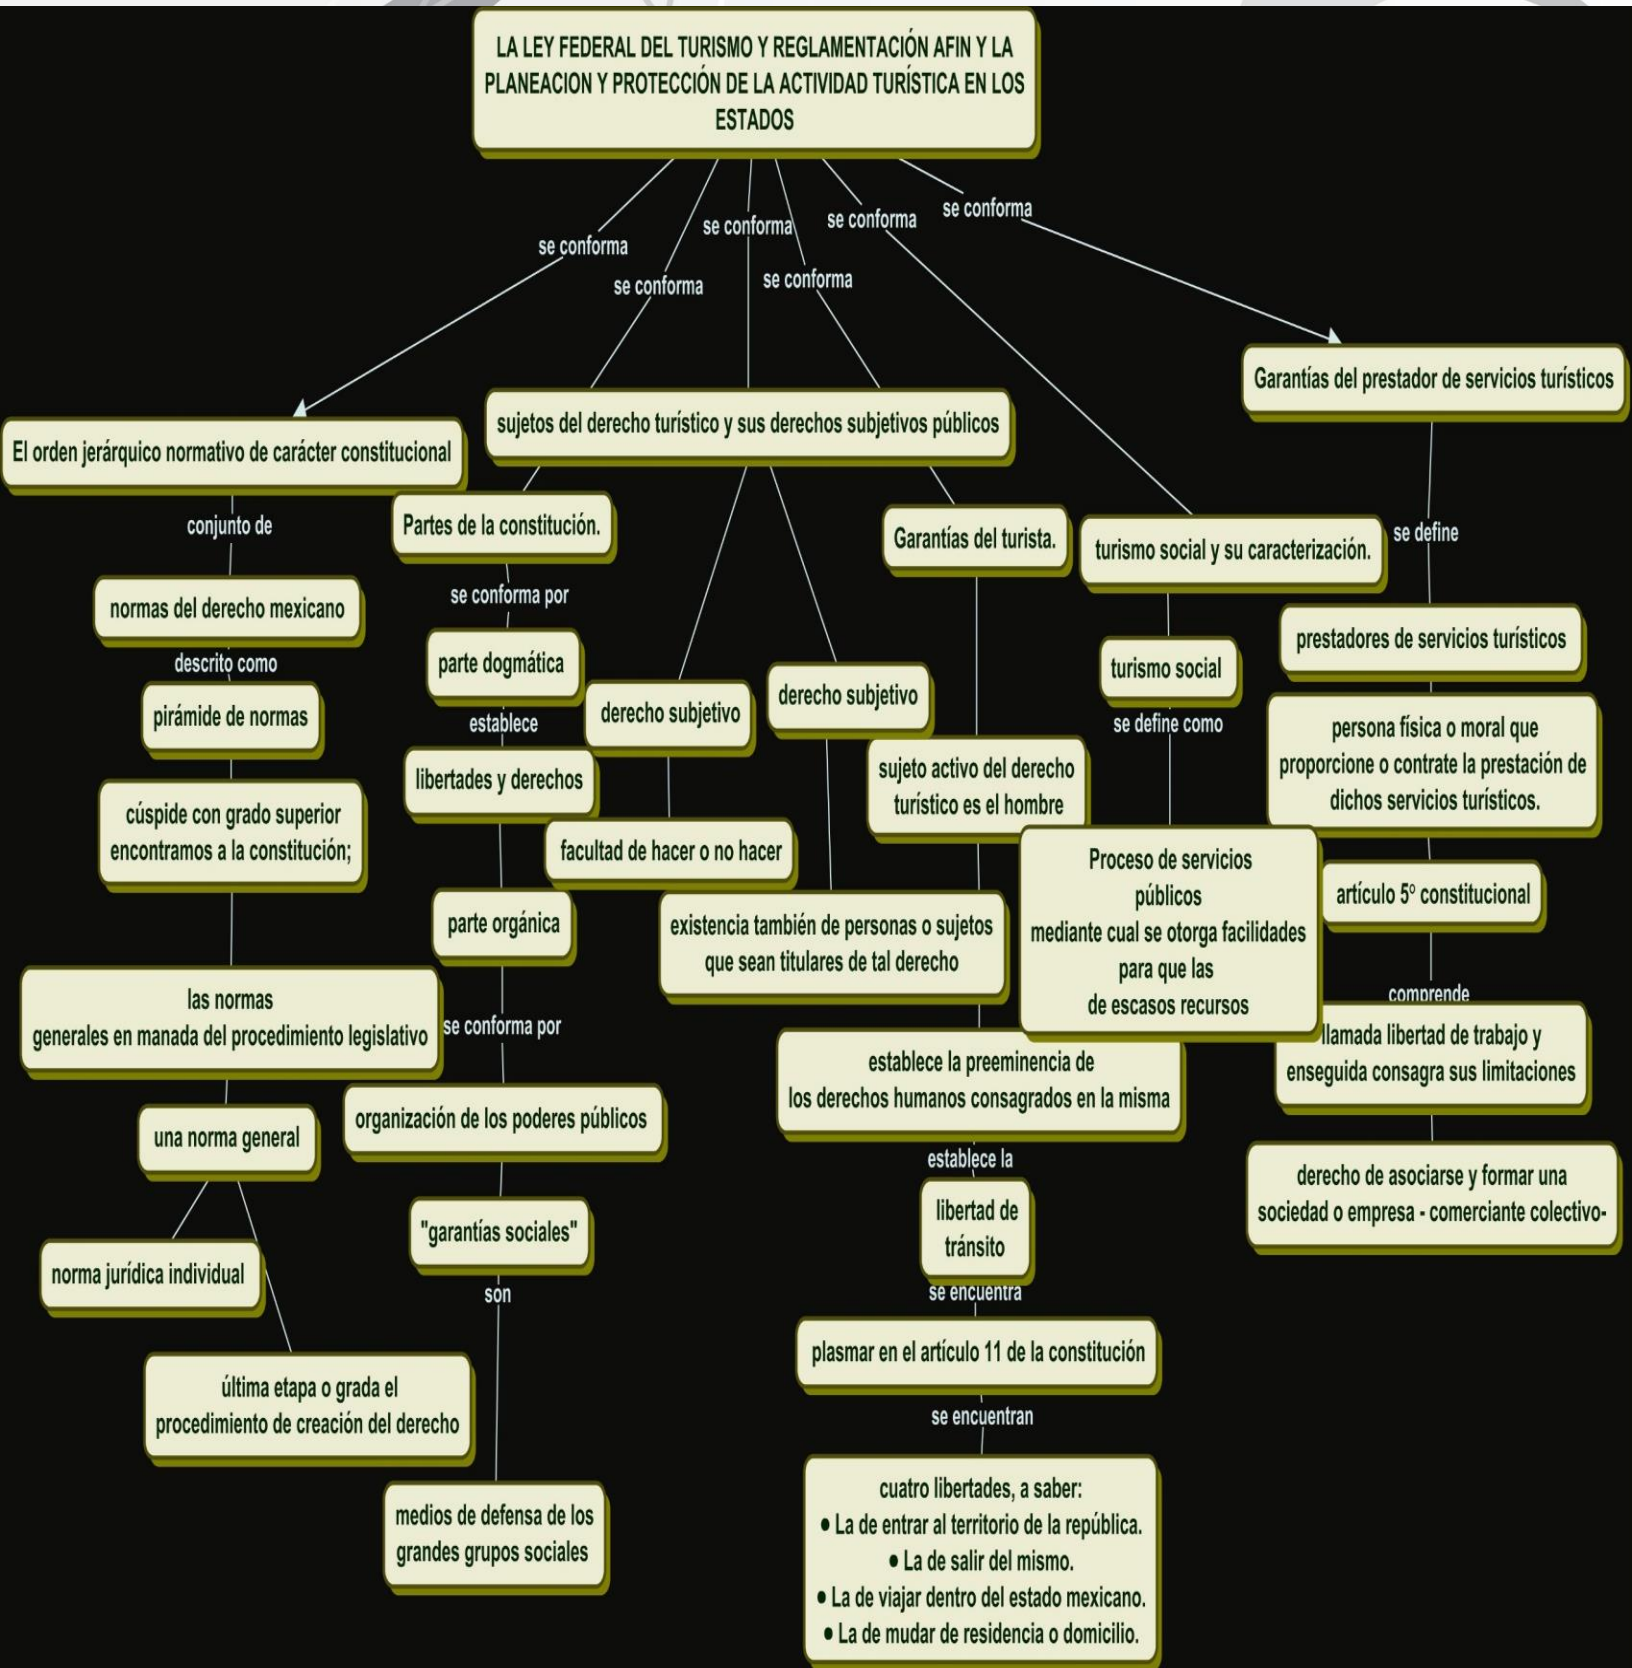 LA LEY FEDERAL DEL TURISMO Y REGLAMENTACIÓN AFIN Y LA
PLANEACION Y PROTECCIÓN DE LA ACTIVIDAD TURÍSTICA EN LOS
ESTADOS
se conforma
se conforma
se conforma
se conforma
se conforma
se conforma
El orden jerárquico normativo de carácter constitucional
conjunto de
normas del derecho mexicano
descrito como
pirámide de normas
cúspide con grado superior
encontramos a la constitución;
las normas
generales en manada del procedimiento legislativo
una norma general
norma jurídica individual
última etapa o grada el
procedimiento de creación del derecho
sujetos del derecho turístico y sus derechos subjetivos públicos
Partes de la constitución.
se conforma por
parte dogmática
establece
libertades y derechos
parte orgánica
se conforma por
organización de los poderes públicos
"garantías sociales"
son
medios de defensa de los
grandes grupos sociales
derecho subjetivo
facultad de hacer o no hacer
derecho subjetivo
existencia también de personas o sujetos
que sean titulares de tal derecho
Garantías del turista.
sujeto activo del derecho
turístico es el hombre
establece la preeminencia de
los derechos humanos consagrados en la misma
establece la
libertad de
tránsito
se encuentra
plasmar en el artículo 11 de la constitución
se encuentran
cuatro libertades, a saber:
• La de entrar al territorio de la república.
• La de salir del mismo.
• La de viajar dentro del estado mexicano.
• La de mudar de residencia o domicilio.
turismo social y su caracterización.
turismo social
se define como
Proceso de servicios
públicos
mediante cual se otorga facilidades
para que las
de escasos recursos
Garantías del prestador de servicios turísticos
se define
prestadores de servicios turísticos
persona física o moral que
proporcione o contrate la prestación de
dichos servicios turísticos.
artículo 5º constitucional
comprende
llamada libertad de trabajo y
enseguida consagra sus limitaciones
derecho de asociarse y formar una
sociedad o empresa - comerciante colectivo-